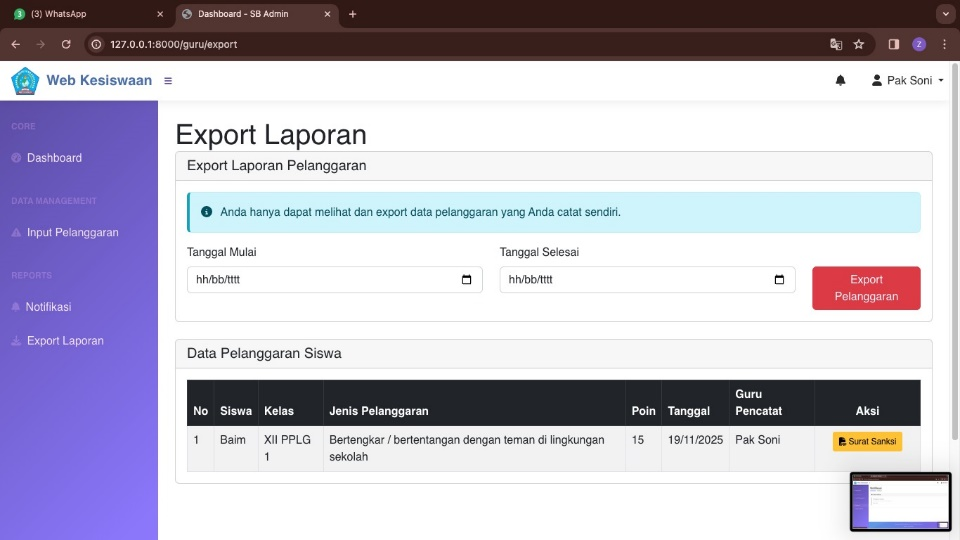 (3) WhatsApp
Dashboard - SB Admin
127.0.0.1:8000/guru/export
Z
Web Kesiswaan
Pak Soni
CORE
Dashboard
DATA MANAGEMENT
Input Pelanggaran
REPORTS
Notifikasi
Export Laporan
Export Laporan
Export Laporan Pelanggaran
Anda hanya dapat melihat dan export data pelanggaran yang Anda catat sendiri.
Tanggal Mulai
Tanggal Selesai
hh/bb/tttt
hh/bb/tttt
Export
Pelanggaran
Data Pelanggaran Siswa
No Siswa Kelas Jenis Pelanggaran Poin Tanggal Guru Pencatat Aksi
1 Baim XII PPLG 1 Bertengkar / bertentangan dengan teman di lingkungan sekolah 15 19/11/2025 Pak Soni Surat Sanksi